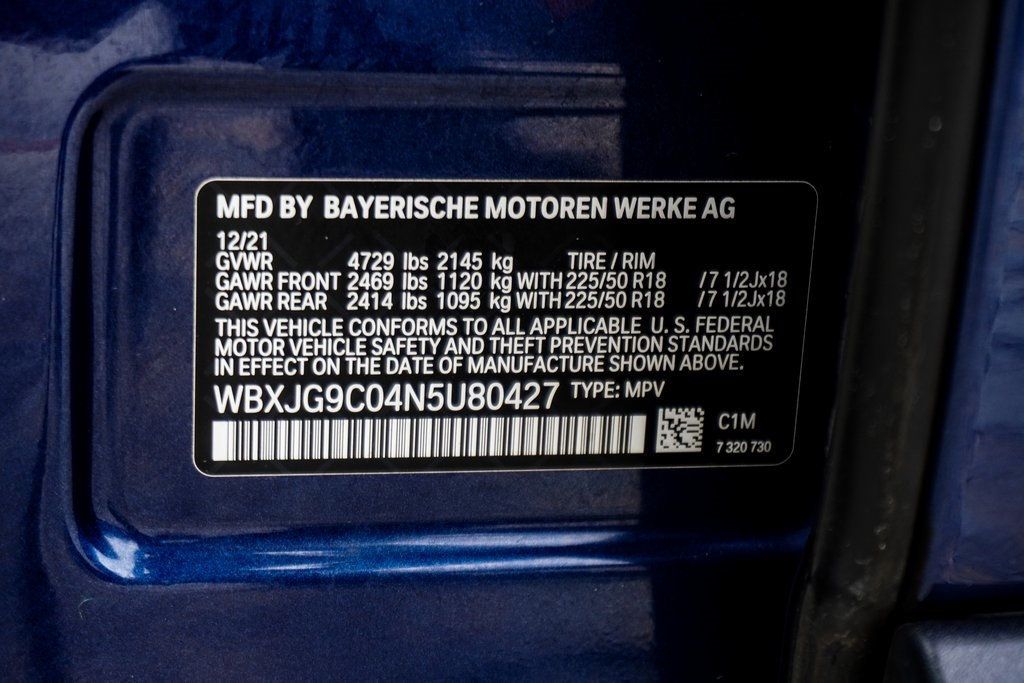 MFD BY BAYERISCHE MOTOREN WERKE AG
12/21
GVWR 4729 lbs 2145 kg TIRE / RIM
GAWR FRONT 2469 lbs 1120 kg WITH 225/50 R18 /7 1/2Jx18
GAWR REAR 2414 lbs 1095 kg WITH 225/50 R18 /7 1/2Jx18
THIS VEHICLE CONFORMS TO ALL APPLICABLE U. S. FEDERAL
MOTOR VEHICLE SAFETY AND THEFT PREVENTION STANDARDS
IN EFFECT ON THE DATE OF MANUFACTURE SHOWN ABOVE.
WBXJG9C04N5U80427 TYPE: MPV
C1M
7 320 730